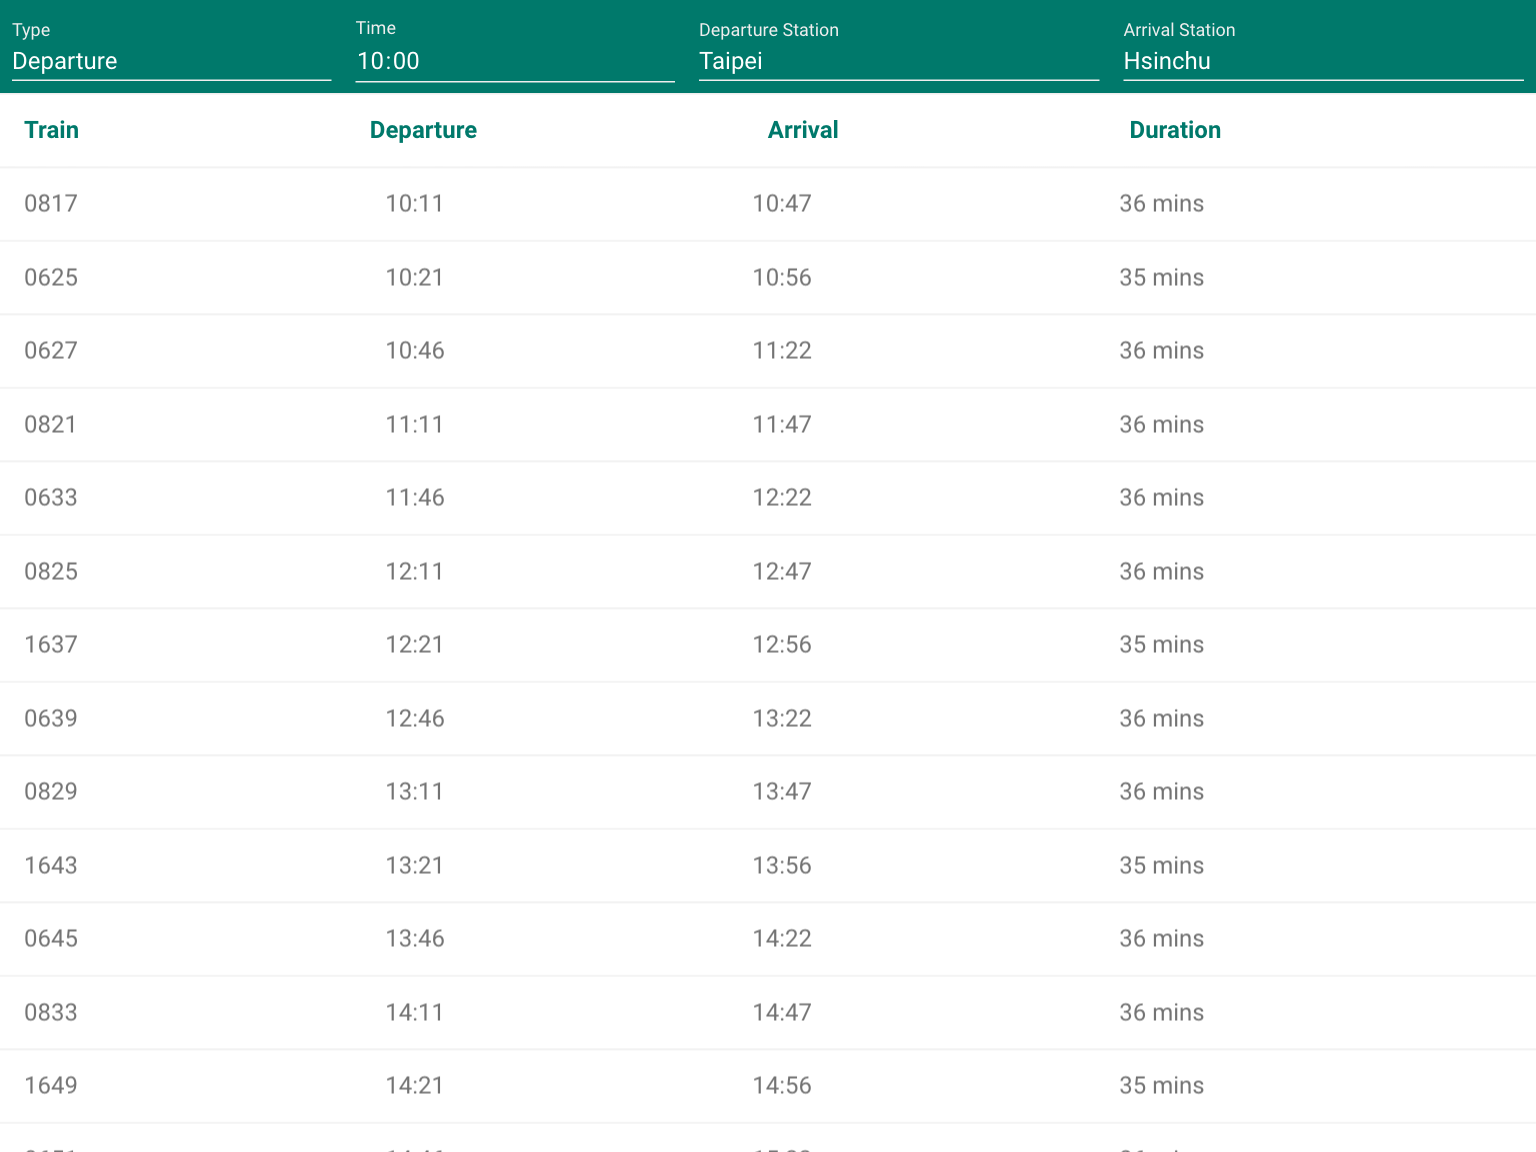 Type Time Departure Station Arrival Station
Departure 10:00 Taipei Hsinchu
Train Departure Arrival Duration
0817 10:11 10:47 36 mins
0625 10:21 10:56 35 mins
0627 10:46 11:22 36 mins
0821 11:11 11:47 36 mins
0633 11:46 12:22 36 mins
0825 12:11 12:47 36 mins
1637 12:21 12:56 35 mins
0639 12:46 13:22 36 mins
0829 13:11 13:47 36 mins
1643 13:21 13:56 35 mins
0645 13:46 14:22 36 mins
0833 14:11 14:47 36 mins
1649 14:21 14:56 35 mins